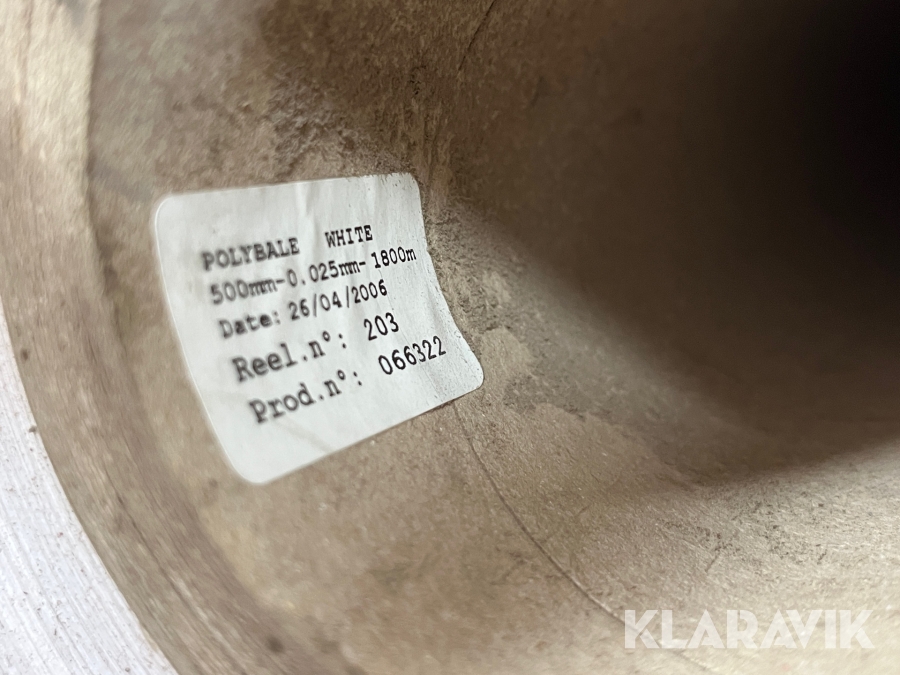 POLYBALE WHITE
500mm-0.025mm-1800m
Date: 26/04/2006
Reel.n°: 203
Prod.n°: 066322
KLARAVIK